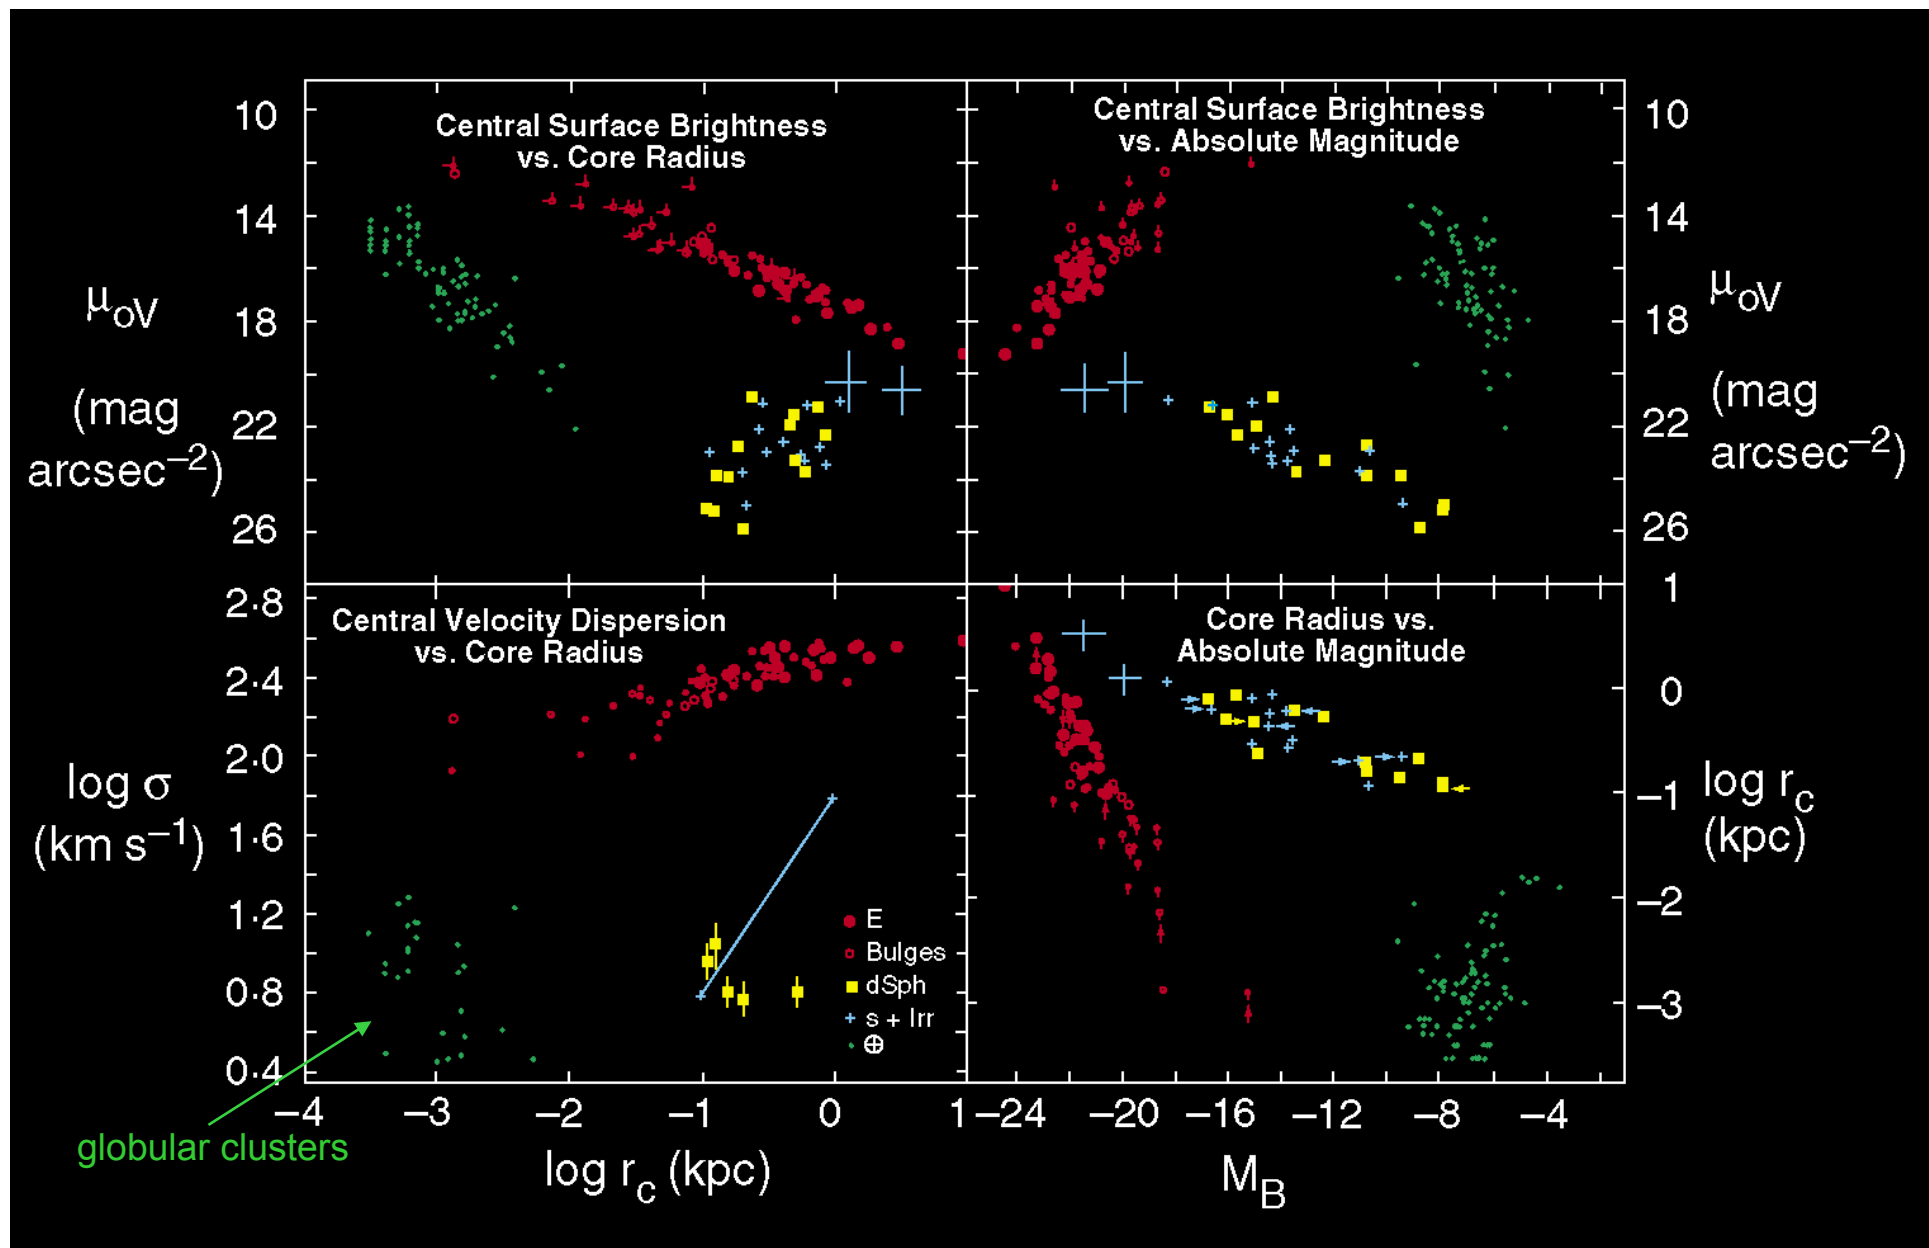 Central Surface Brightness
vs. Core Radius
Central Surface Brightness
vs. Absolute Magnitude
10
14
18
22
26
μoV
(mag
arcsec⁻²)
10
14
18
22
26
μoV
(mag
arcsec⁻²)
Central Velocity Dispersion
vs. Core Radius
Core Radius vs.
Absolute Magnitude
2·8
2·4
2·0
1·6
1·2
0·8
0·4
log σ
(km s⁻¹)
E
Bulges
dSph
s + Irr
⊕
1
0
−1
−2
−3
log rc
(kpc)
−4 −3 −2 −1 0 1
−24 −20 −16 −12 −8 −4
globular clusters
log rc (kpc)
MB